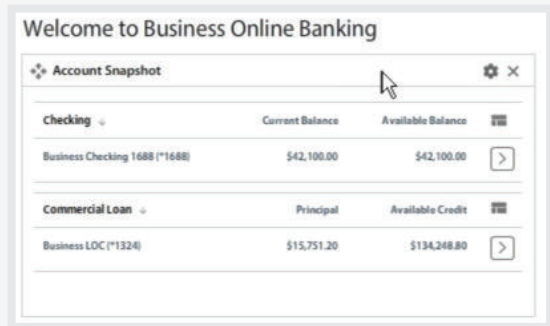 Welcome to Business Online Banking
Account Snapshot
Checking Current Balance Available Balance
Business Checking 1688 (*1688) $42,100.00 $42,100.00
Commercial Loan Principal Available Credit
Business LOC (*1324) $15,751.20 $134,248.80